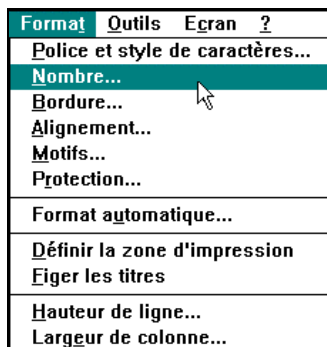 Format Outils Ecran ?
Police et style de caractères...
Nombre...
Bordure...
Alignement...
Motifs...
Protection...
Format automatique...
Définir la zone d'impression
Figer les titres
Hauteur de ligne...
Largeur de colonne...